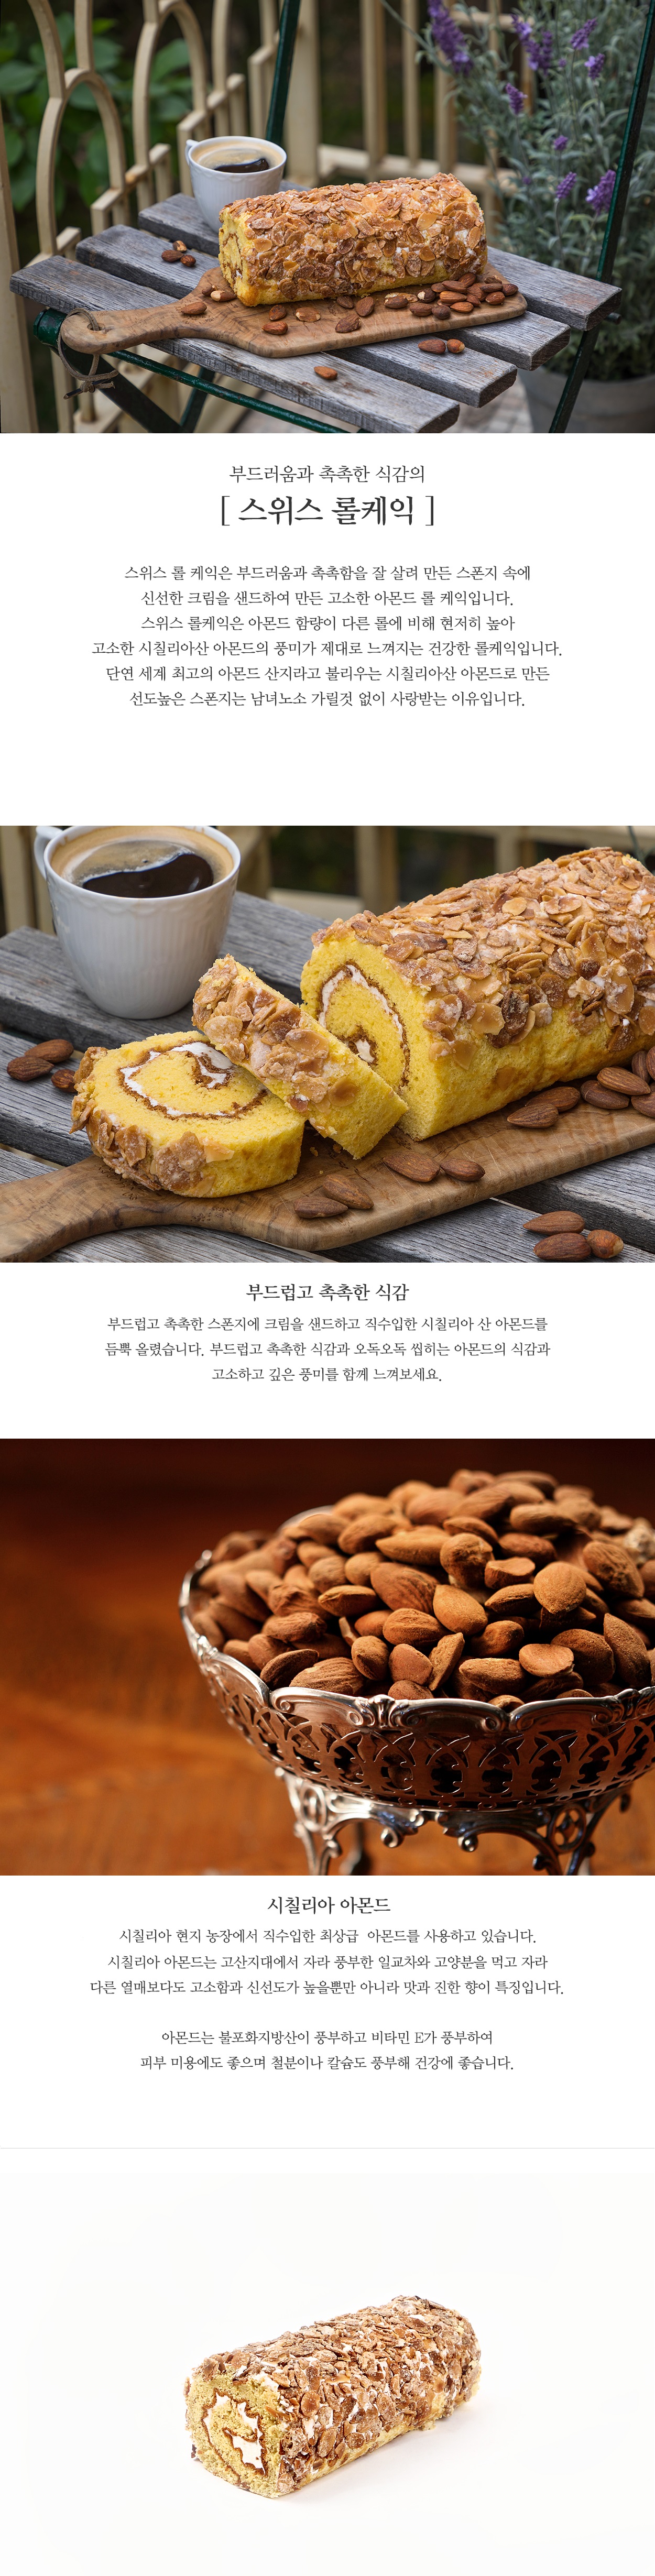 부드러움과 촉촉한 식감의
[ 스위스 롤케익 ]
스위스 롤 케익은 부드러움과 촉촉함을 잘 살려 만든 스폰지 속에
신선한 크림을 샌드하여 만든 고소한 아몬드 롤 케익입니다.
스위스 롤케익은 아몬드 함량이 다른 롤에 비해 현저히 높아
고소한 시칠리아산 아몬드의 풍미가 제대로 느껴지는 건강한 롤케익입니다.
단연 세계 최고의 아몬드 산지라고 불리우는 시칠리아산 아몬드로 만든
선도높은 스폰지는 남녀노소 가릴것 없이 사랑받는 이유입니다.
부드럽고 촉촉한 식감
부드럽고 촉촉한 스폰지에 크림을 샌드하고 직수입한 시칠리아 산 아몬드를
듬뿍 올렸습니다. 부드럽고 촉촉한 식감과 오독오독 씹히는 아몬드의 식감과
고소하고 깊은 풍미를 함께 느껴보세요.
시칠리아 아몬드
시칠리아 현지 농장에서 직수입한 최상급 아몬드를 사용하고 있습니다.
시칠리아 아몬드는 고산지대에서 자라 풍부한 일교차와 고양분을 먹고 자라
다른 열매보다도 고소함과 신선도가 높을뿐만 아니라 맛과 진한 향이 특징입니다.
아몬드는 불포화지방산이 풍부하고 비타민 E가 풍부하여
피부 미용에도 좋으며 철분이나 칼슘도 풍부해 건강에 좋습니다.